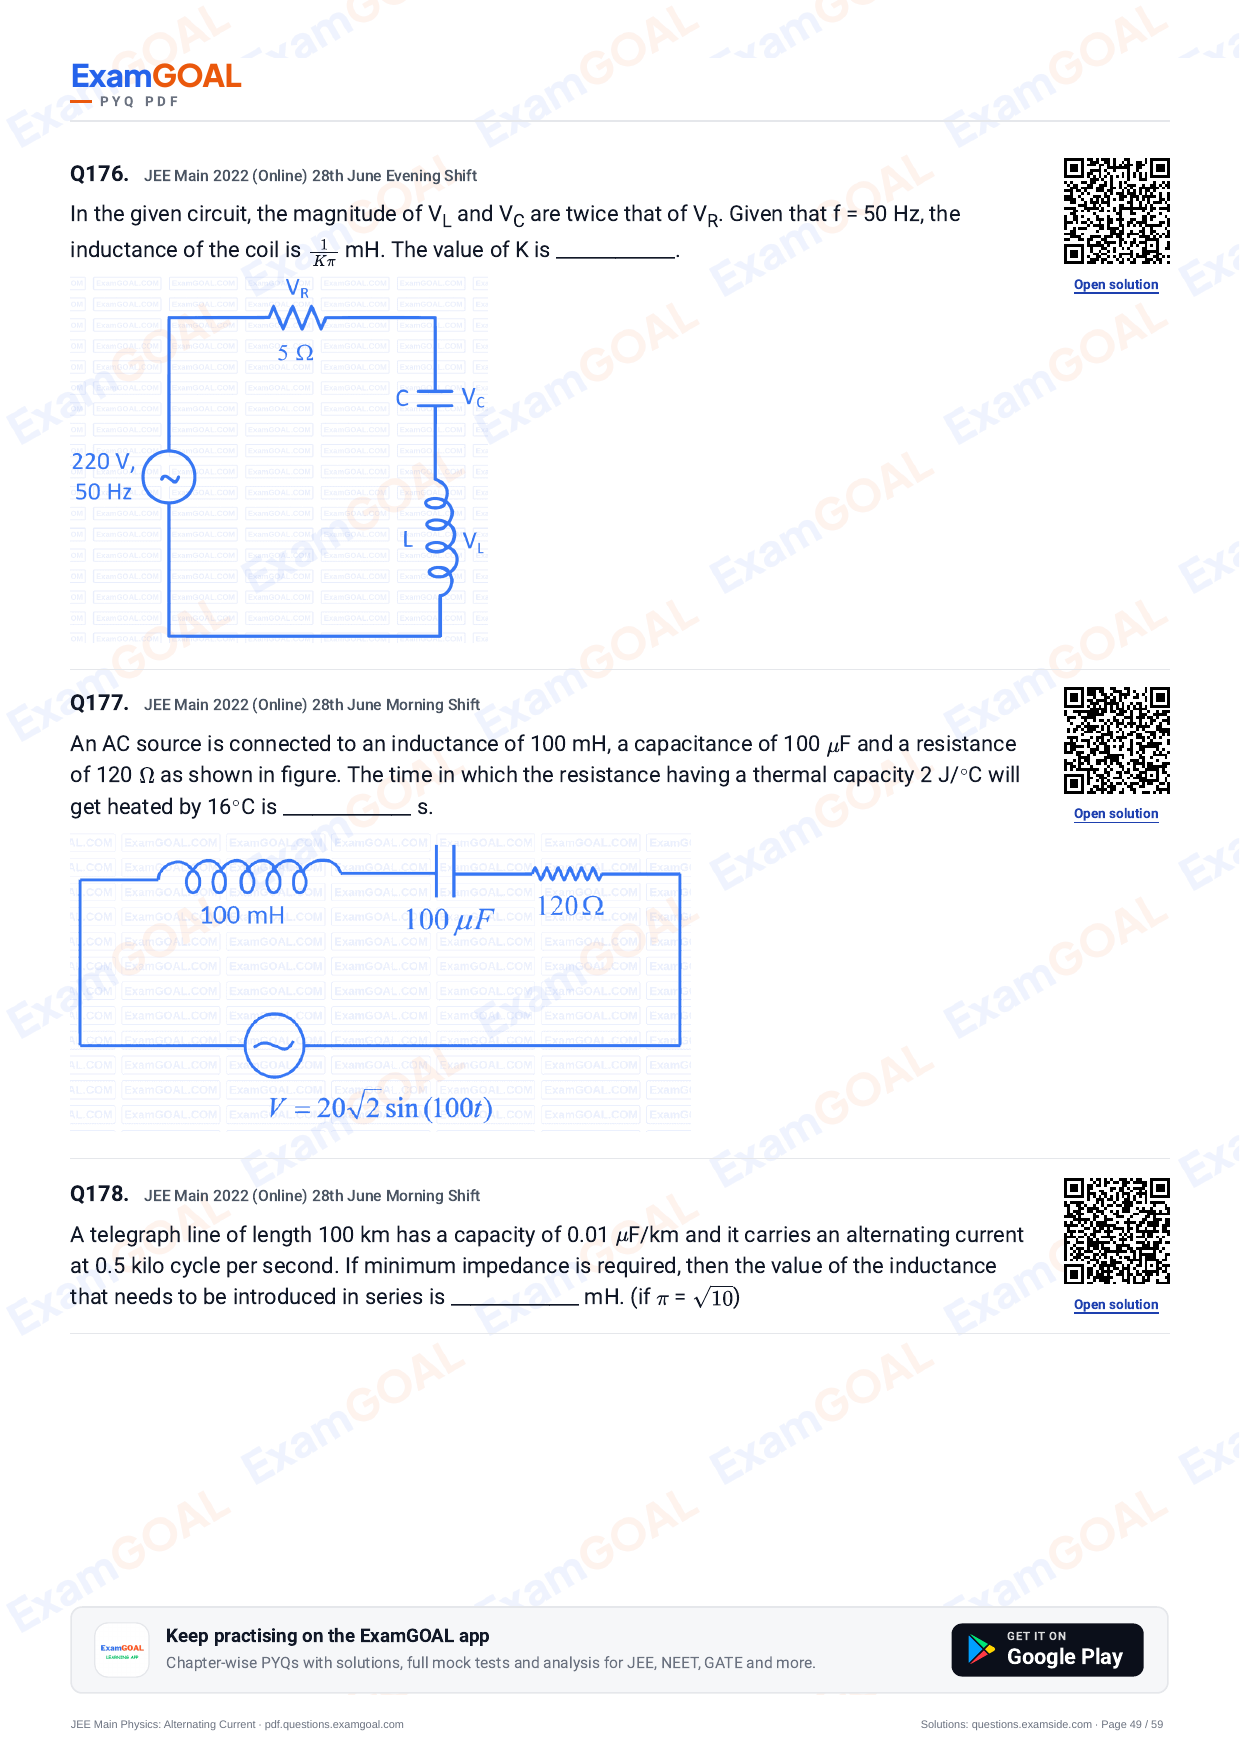 ExamGOAL
PYQ PDF
Q176. JEE Main 2022 (Online) 28th June Evening Shift
In the given circuit, the magnitude of V_L and V_C are twice that of V_R. Given that f = 50 Hz, the
inductance of the coil is 1/Kπ mH. The value of K is ___________.
Open solution
V_R
5 Ω
C
V_C
220 V,
50 Hz
L
V_L
Q177. JEE Main 2022 (Online) 28th June Morning Shift
An AC source is connected to an inductance of 100 mH, a capacitance of 100 μF and a resistance
of 120 Ω as shown in figure. The time in which the resistance having a thermal capacity 2 J/°C will
get heated by 16°C is ____________ s.
Open solution
100 mH
100 μF
120 Ω
V = 20√2 sin (100t)
Q178. JEE Main 2022 (Online) 28th June Morning Shift
A telegraph line of length 100 km has a capacity of 0.01 μF/km and it carries an alternating current
at 0.5 kilo cycle per second. If minimum impedance is required, then the value of the inductance
that needs to be introduced in series is ____________ mH. (if π = √10)
Open solution
ExamGOAL
LEARNING APP
Keep practising on the ExamGOAL app
Chapter-wise PYQs with solutions, full mock tests and analysis for JEE, NEET, GATE and more.
GET IT ON
Google Play
JEE Main Physics: Alternating Current · pdf.questions.examgoal.com
Solutions: questions.examside.com · Page 49 / 59